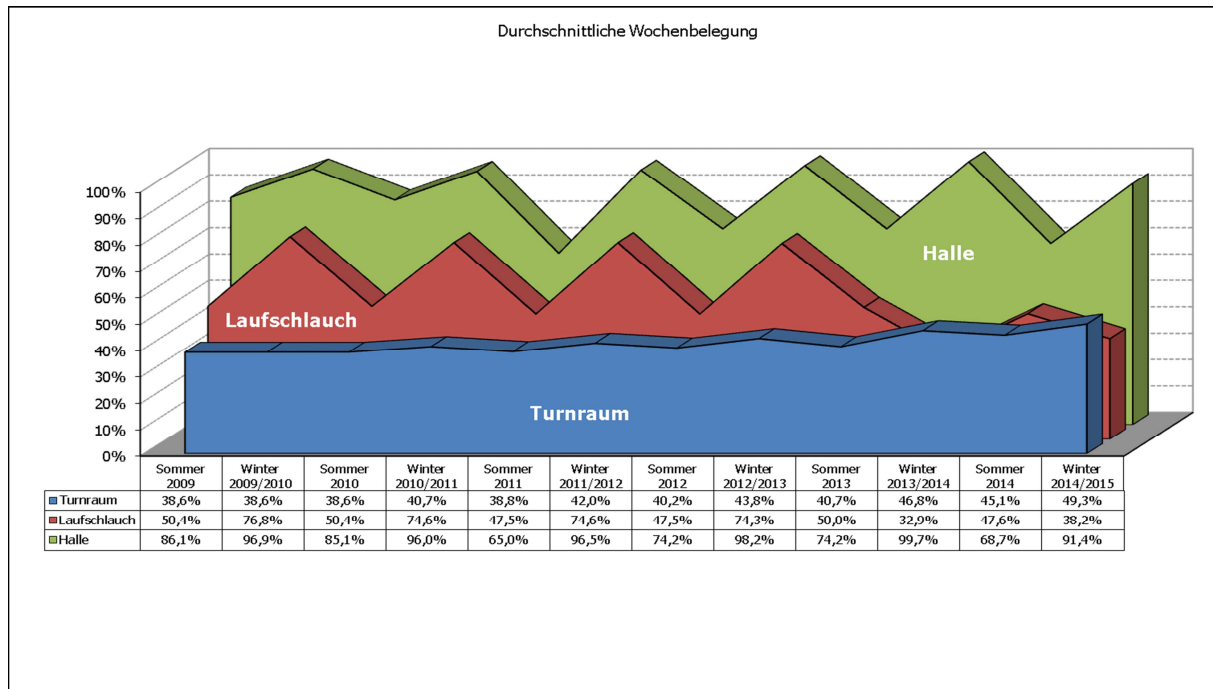 Durchschnittliche Wochenbelegung
100%
90%
80%
70%
60%
50%
40%
30%
20%
10%
0%
Halle
Laufschlauch
Turnraum
Sommer 2009 Winter 2009/2010 Sommer 2010 Winter 2010/2011 Sommer 2011 Winter 2011/2012 Sommer 2012 Winter 2012/2013 Sommer 2013 Winter 2013/2014 Sommer 2014 Winter 2014/2015
Turnraum 38,6% 38,6% 38,6% 40,7% 38,8% 42,0% 40,2% 43,8% 40,7% 46,8% 45,1% 49,3%
Laufschlauch 50,4% 76,8% 50,4% 74,6% 47,5% 74,6% 47,5% 74,3% 50,0% 32,9% 47,6% 38,2%
Halle 86,1% 96,9% 85,1% 96,0% 65,0% 96,5% 74,2% 98,2% 74,2% 99,7% 68,7% 91,4%